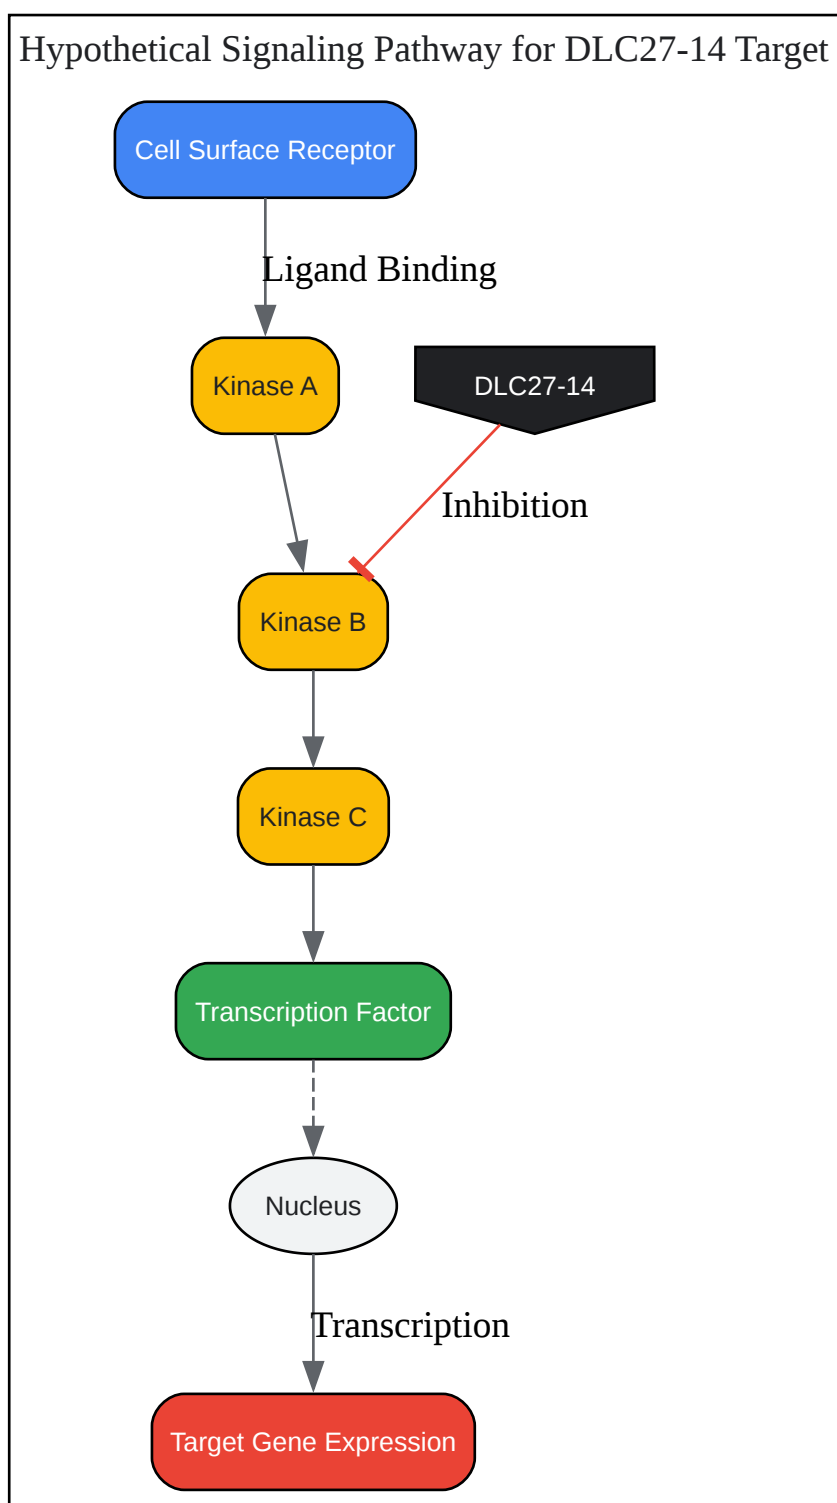 Hypothetical Signaling Pathway for DLC27-14 Target
Cell Surface Receptor
Ligand Binding
Kinase A
DLC27-14
Inhibition
Kinase B
Kinase C
Transcription Factor
Nucleus
Transcription
Target Gene Expression